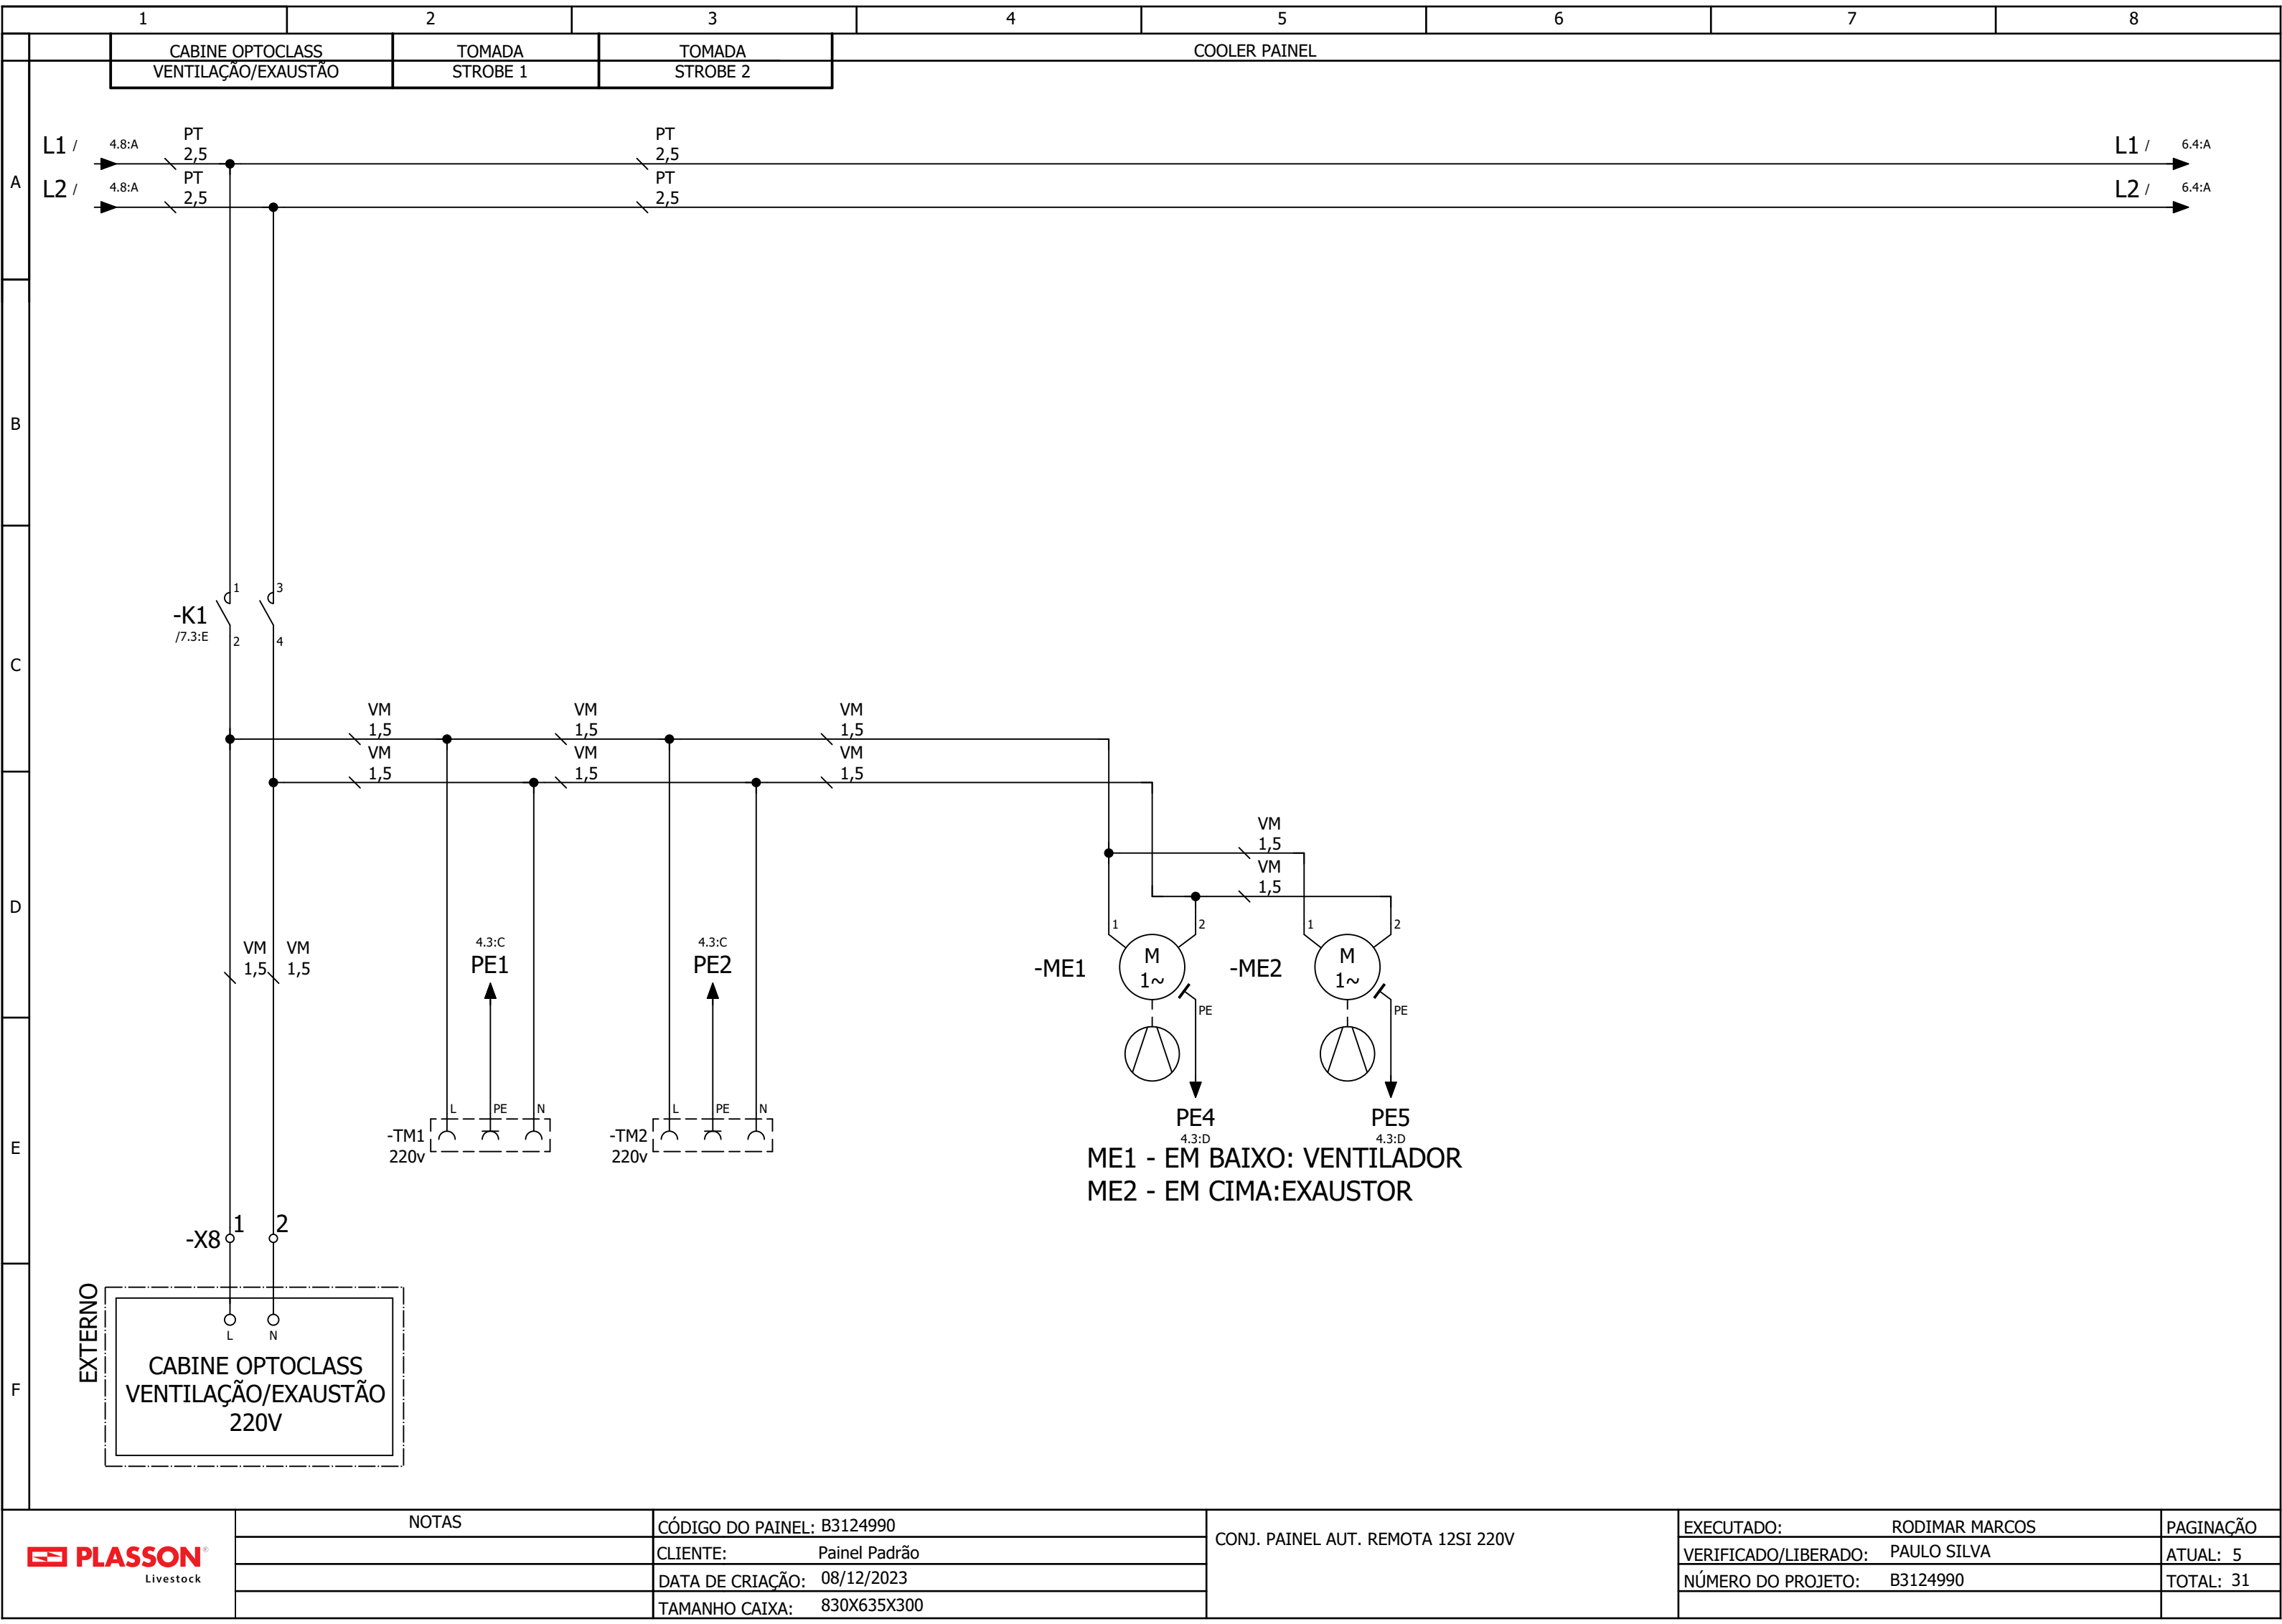 1 2 3 4 5 6 7 8
CABINE OPTOCLASS
VENTILAÇÃO/EXAUSTÃO
TOMADA
STROBE 1
TOMADA
STROBE 2
COOLER PAINEL
A
B
C
D
E
F
L1 / 4.8:A
PT
2,5
PT
2,5
L1 / 6.4:A
L2 / 4.8:A
PT
2,5
PT
2,5
L2 / 6.4:A
-K1
/7.3:E
1
2
3
4
VM
1,5
VM
1,5
VM
1,5
VM
1,5
VM
1,5
VM
1,5
VM
1,5
VM
1,5
VM VM
1,5 1,5
4.3:C
PE1
4.3:C
PE2
-TM1
220v
L PE N
-TM2
220v
L PE N
-ME1
1 2
M
1~
PE
PE4
4.3:D
-ME2
1 2
M
1~
PE
PE5
4.3:D
ME1 - EM BAIXO: VENTILADOR
ME2 - EM CIMA:EXAUSTOR
-X8 1 2
EXTERNO
L N
CABINE OPTOCLASS
VENTILAÇÃO/EXAUSTÃO
220V
PLASSON®
Livestock
NOTAS
CÓDIGO DO PAINEL: B3124990
CLIENTE: Painel Padrão
DATA DE CRIAÇÃO: 08/12/2023
TAMANHO CAIXA: 830X635X300
CONJ. PAINEL AUT. REMOTA 12SI 220V
EXECUTADO: RODIMAR MARCOS
VERIFICADO/LIBERADO: PAULO SILVA
NÚMERO DO PROJETO: B3124990
PAGINAÇÃO
ATUAL: 5
TOTAL: 31